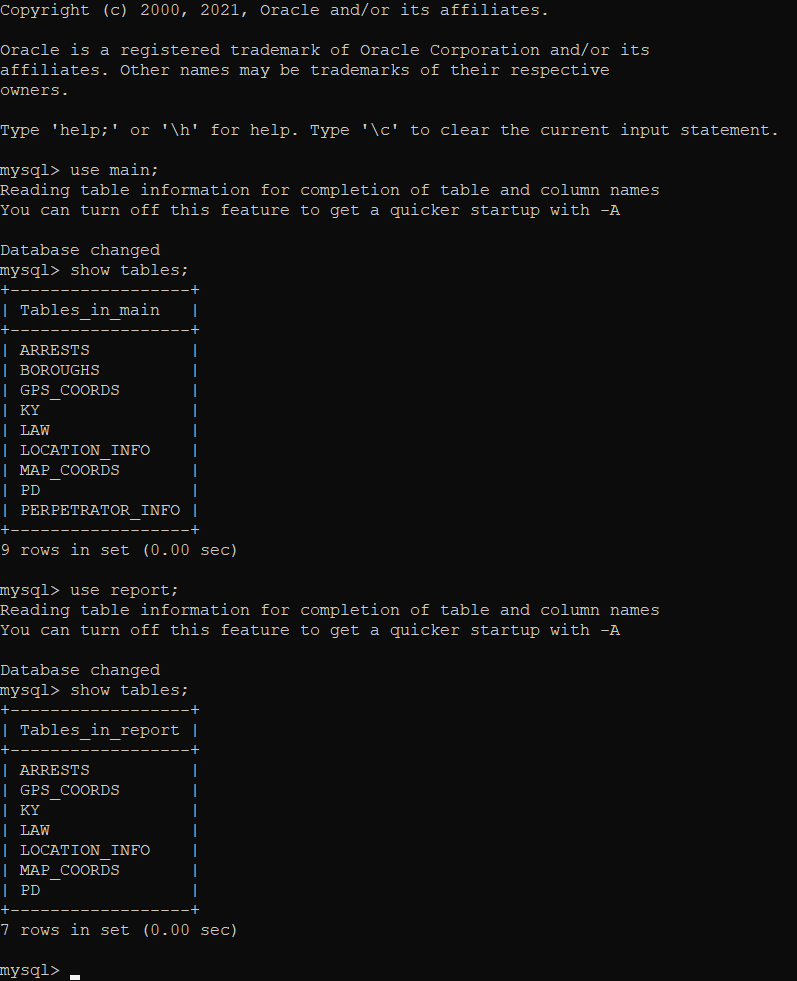 Copyright (c) 2000, 2021, Oracle and/or its affiliates.
Oracle is a registered trademark of Oracle Corporation and/or its
affiliates. Other names may be trademarks of their respective
owners.
Type 'help;' or '\h' for help. Type '\c' to clear the current input statement.
mysql> use main;
Reading table information for completion of table and column names
You can turn off this feature to get a quicker startup with -A
Database changed
mysql> show tables;
+------------------+
| Tables_in_main   |
+------------------+
| ARRESTS          |
| BOROUGHS         |
| GPS_COORDS       |
| KY               |
| LAW              |
| LOCATION_INFO    |
| MAP_COORDS       |
| PD               |
| PERPETRATOR_INFO |
+------------------+
9 rows in set (0.00 sec)
mysql> use report;
Reading table information for completion of table and column names
You can turn off this feature to get a quicker startup with -A
Database changed
mysql> show tables;
+------------------+
| Tables_in_report |
+------------------+
| ARRESTS          |
| GPS_COORDS       |
| KY               |
| LAW              |
| LOCATION_INFO    |
| MAP_COORDS       |
| PD               |
+------------------+
7 rows in set (0.00 sec)
mysql>